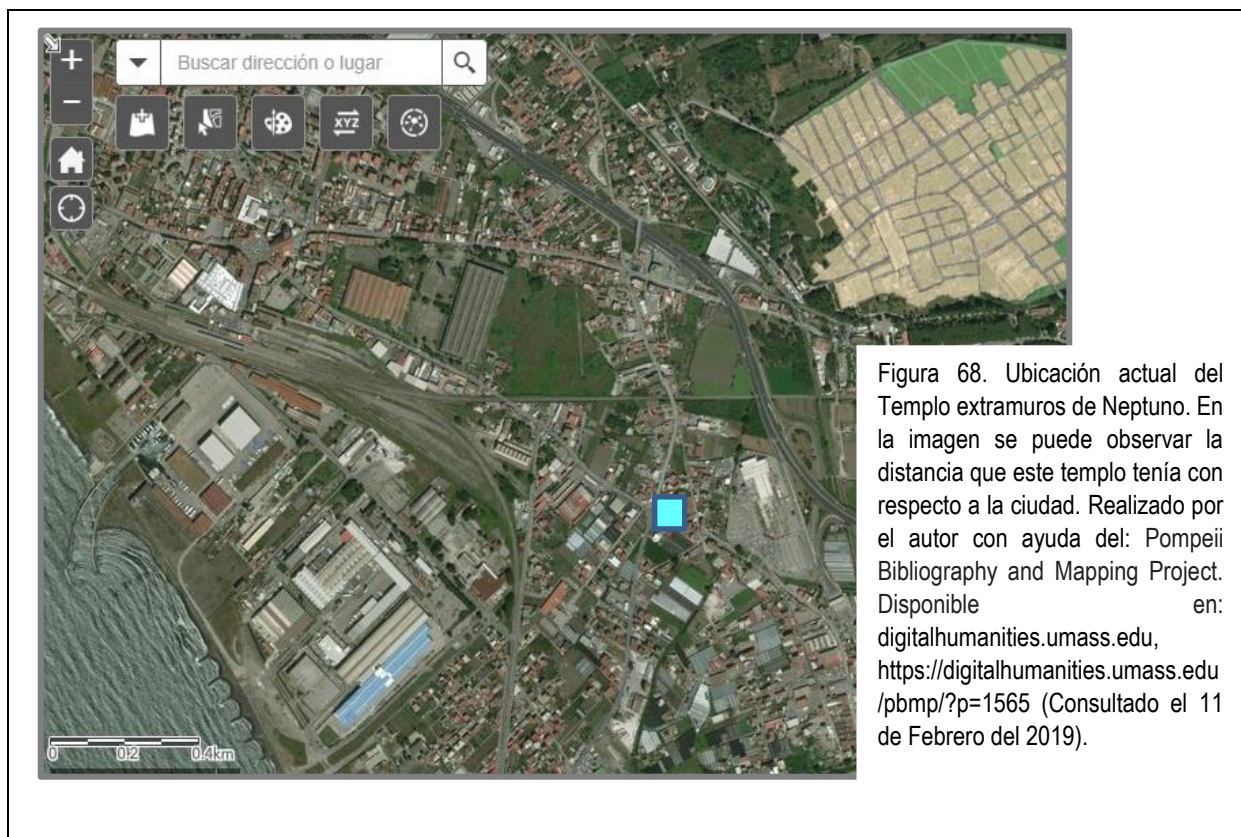 +
Buscar dirección o lugar
−
XYZ
Figura 68. Ubicación actual del
Templo extramuros de Neptuno. En
la imagen se puede observar la
distancia que este templo tenía con
respecto a la ciudad. Realizado por
el autor con ayuda del: Pompeii
Bibliography and Mapping Project.
Disponible en:
digitalhumanities.umass.edu,
https://digitalhumanities.umass.edu
/pbmp/?p=1565 (Consultado el 11
de Febrero del 2019).
0 0.2 0.4km